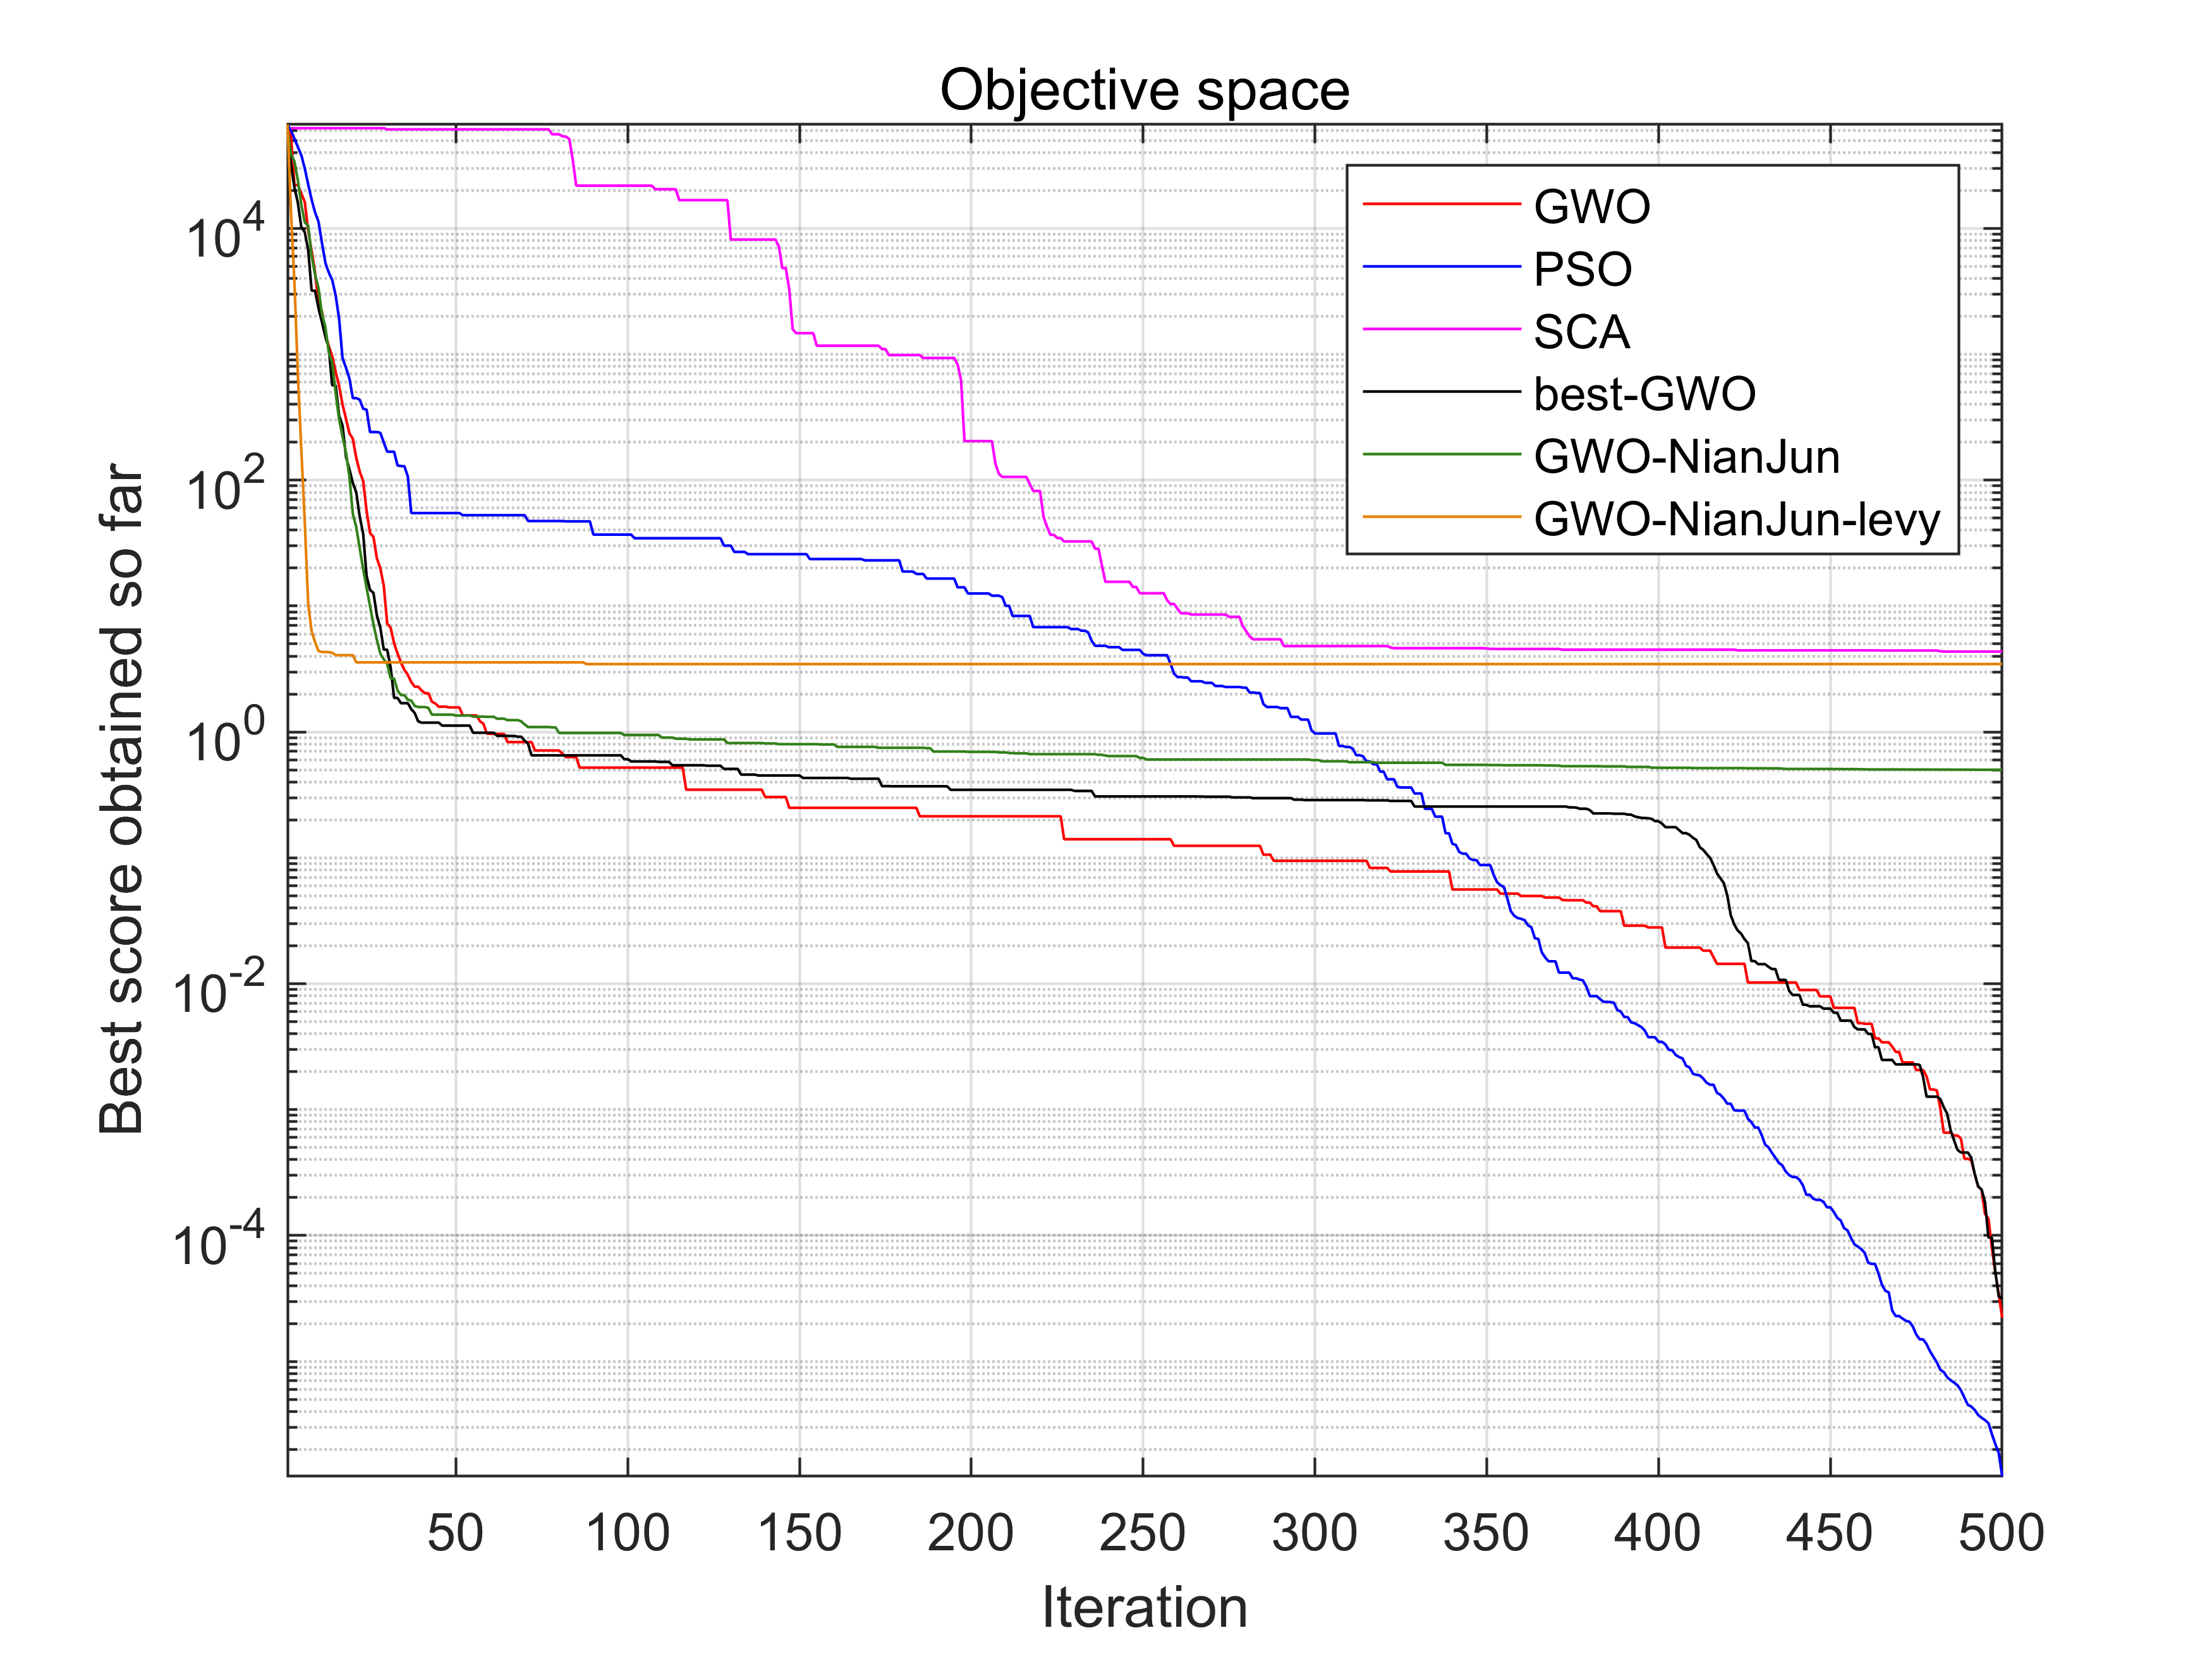 Objective space
Best score obtained so far
10^4
10^2
10^0
10^-2
10^-4
GWO
PSO
SCA
best-GWO
GWO-NianJun
GWO-NianJun-levy
50 100 150 200 250 300 350 400 450 500
Iteration